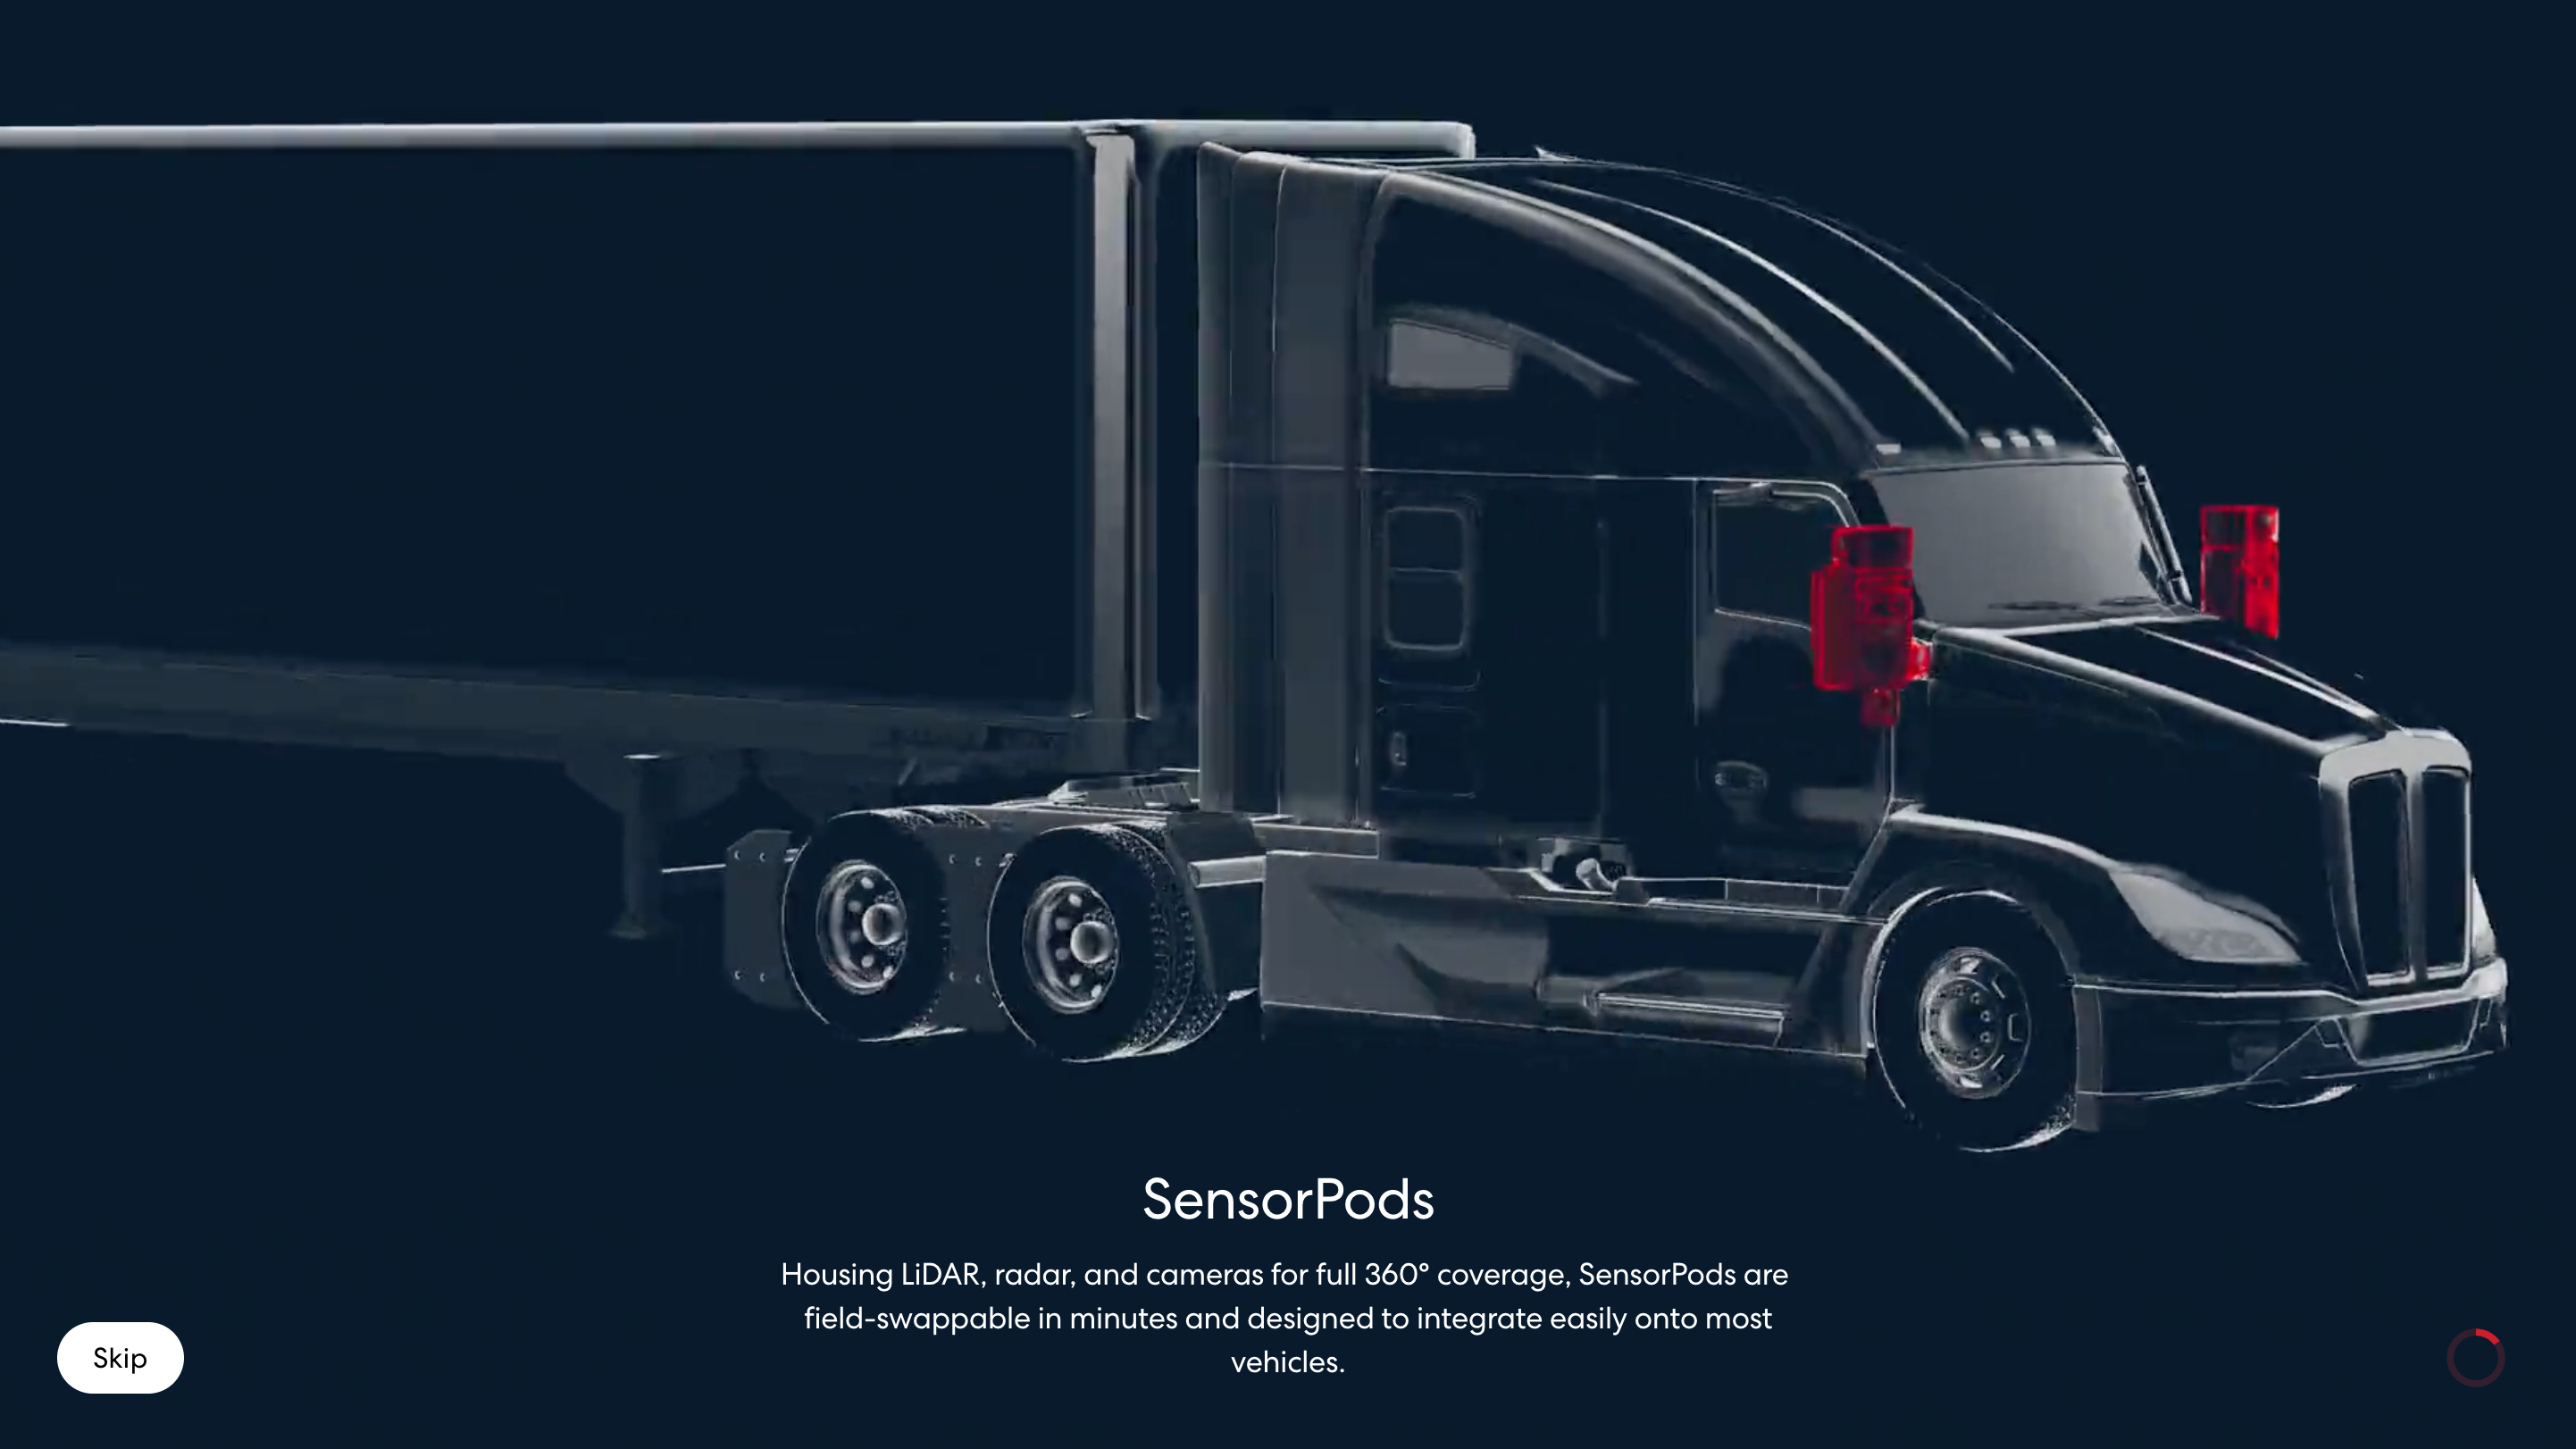 SensorPods
Housing LiDAR, radar, and cameras for full 360° coverage, SensorPods are
field-swappable in minutes and designed to integrate easily onto most
vehicles.
Skip